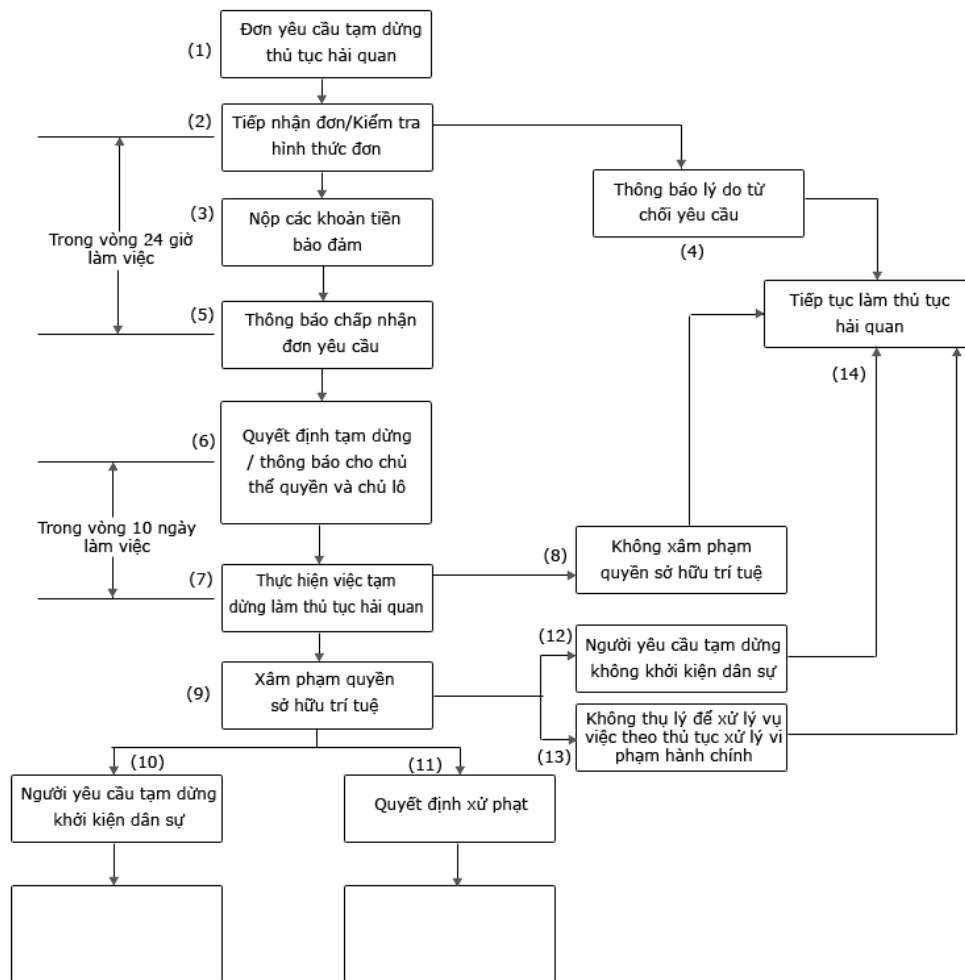 Đơn yêu cầu tạm dừng
thủ tục hải quan
(1)
(2)
Tiếp nhận đơn/Kiểm tra
hình thức đơn
Thông báo lý do từ
chối yêu cầu
(4)
(3)
Nộp các khoản tiền
bảo đảm
Trong vòng 24 giờ
làm việc
(5)
Thông báo chấp nhận
đơn yêu cầu
Tiếp tục làm thủ tục
hải quan
(14)
(6)
Quyết định tạm dừng
/ thông báo cho chủ
thể quyền và chủ lô
Trong vòng 10 ngày
làm việc
(7)
Thực hiện việc tạm
dừng làm thủ tục hải quan
(8)
Không xâm phạm
quyền sở hữu trí tuệ
(9)
Xâm phạm quyền
sở hữu trí tuệ
(12)
Người yêu cầu tạm dừng
không khởi kiện dân sự
(13)
Không thụ lý để xử lý vụ
việc theo thủ tục xử lý vi
phạm hành chính
(10)
Người yêu cầu tạm dừng
khởi kiện dân sự
(11)
Quyết định xử phạt